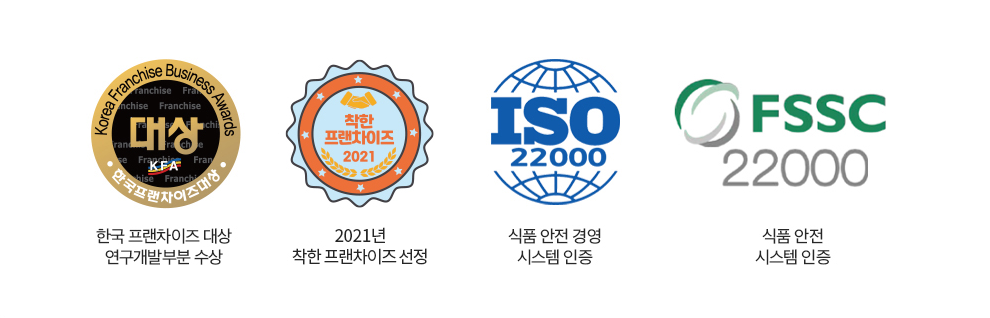 Korea Franchise Business Awards
Franchise
Franchise
대상
KFA
한국프랜차이즈대상
착한
프랜차이즈
2021
ISO
22000
FSSC
22000
한국 프랜차이즈 대상
연구개발부분 수상
2021년
착한 프랜차이즈 선정
식품 안전 경영
시스템 인증
식품 안전
시스템 인증